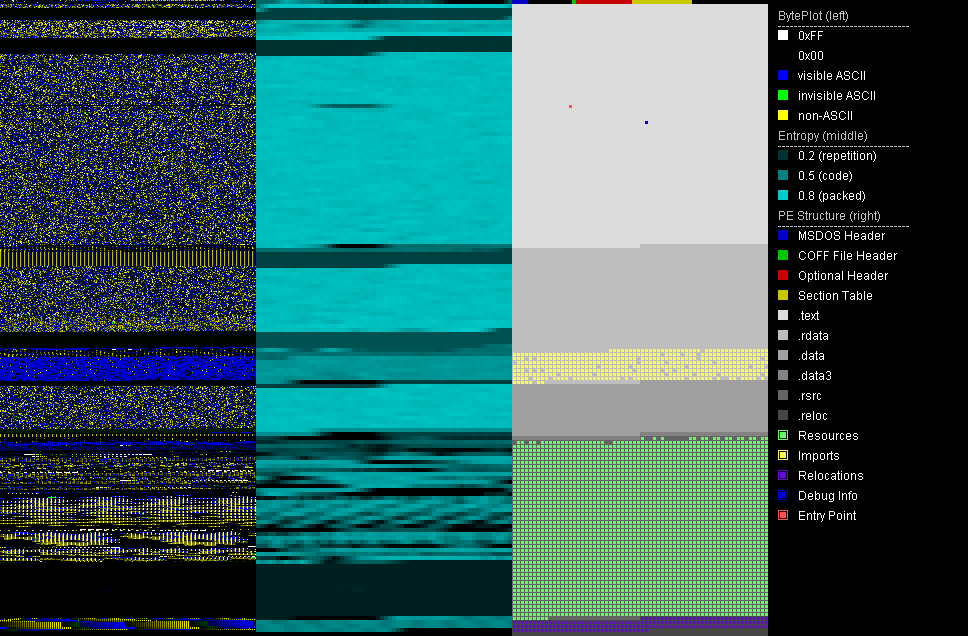 BytePlot (left)
0xFF
0x00
visible ASCII
invisible ASCII
non-ASCII
Entropy (middle)
0.2 (repetition)
0.5 (code)
0.8 (packed)
PE Structure (right)
MSDOS Header
COFF File Header
Optional Header
Section Table
.text
.rdata
.data
.data3
.rsrc
.reloc
Resources
Imports
Relocations
Debug Info
Entry Point